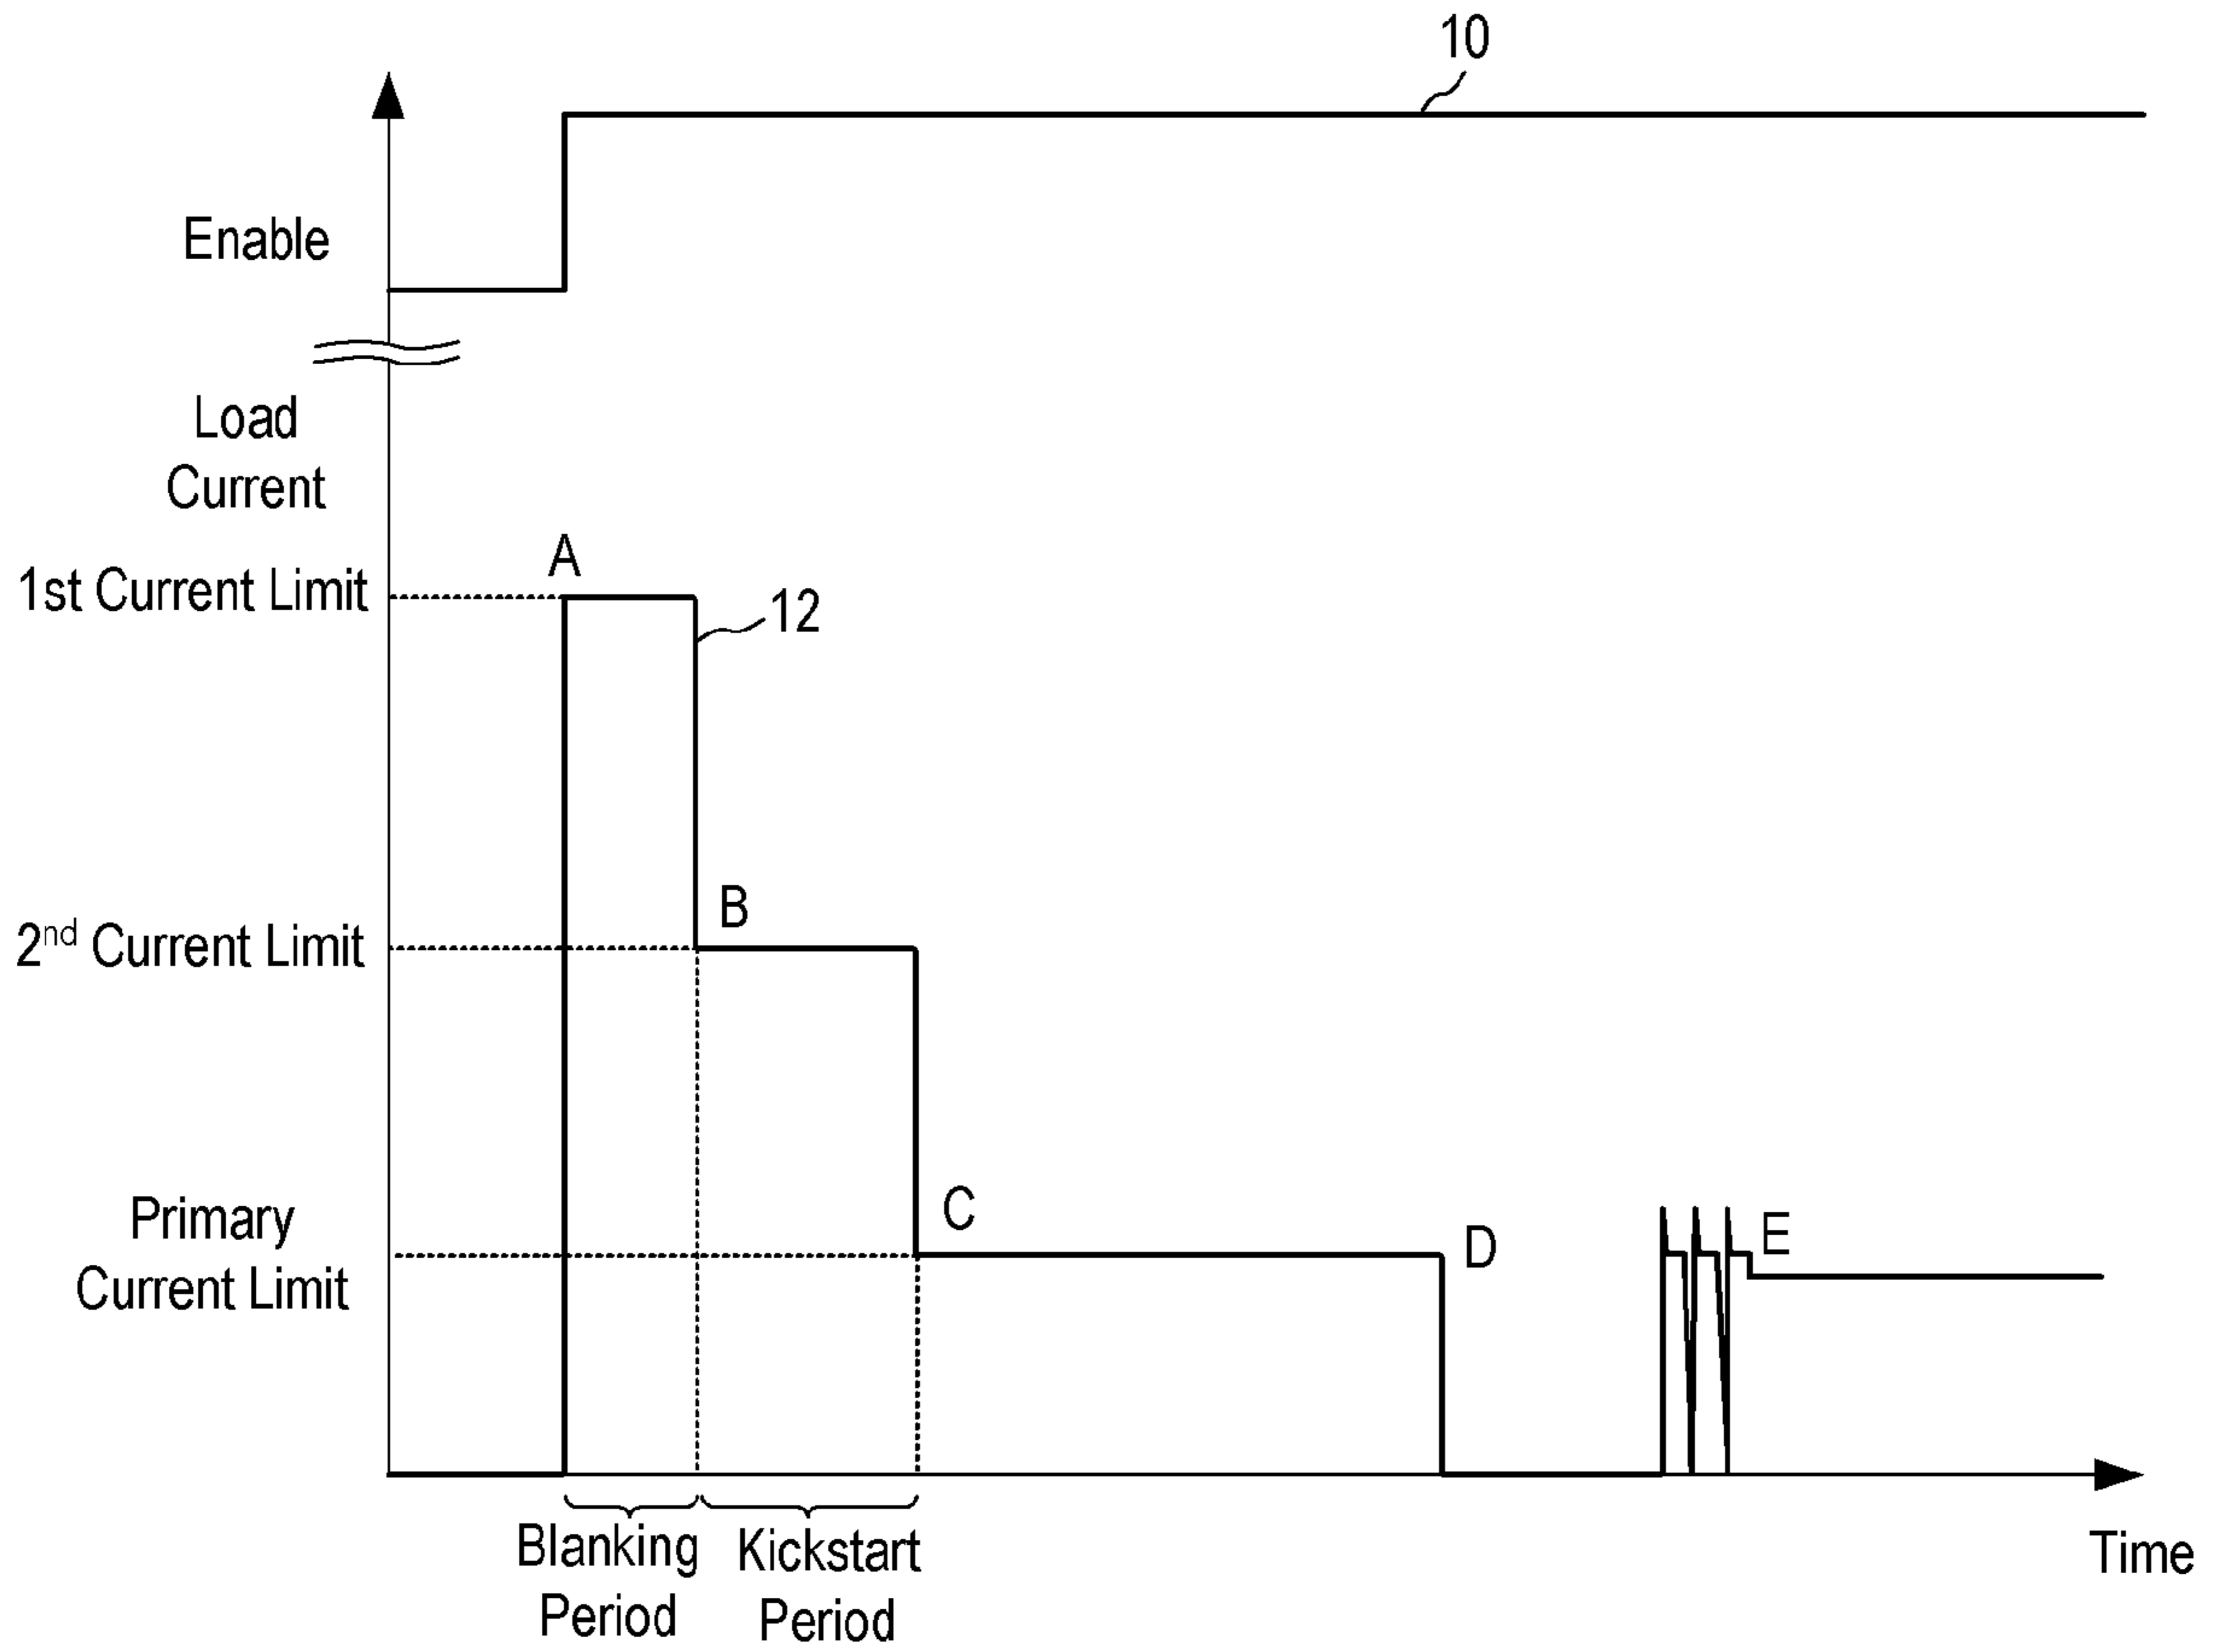 10
Enable
Load
Current
A
1st Current Limit
12
B
2nd Current Limit
C
Primary
Current Limit
D
E
Blanking
Period
Kickstart
Period
Time